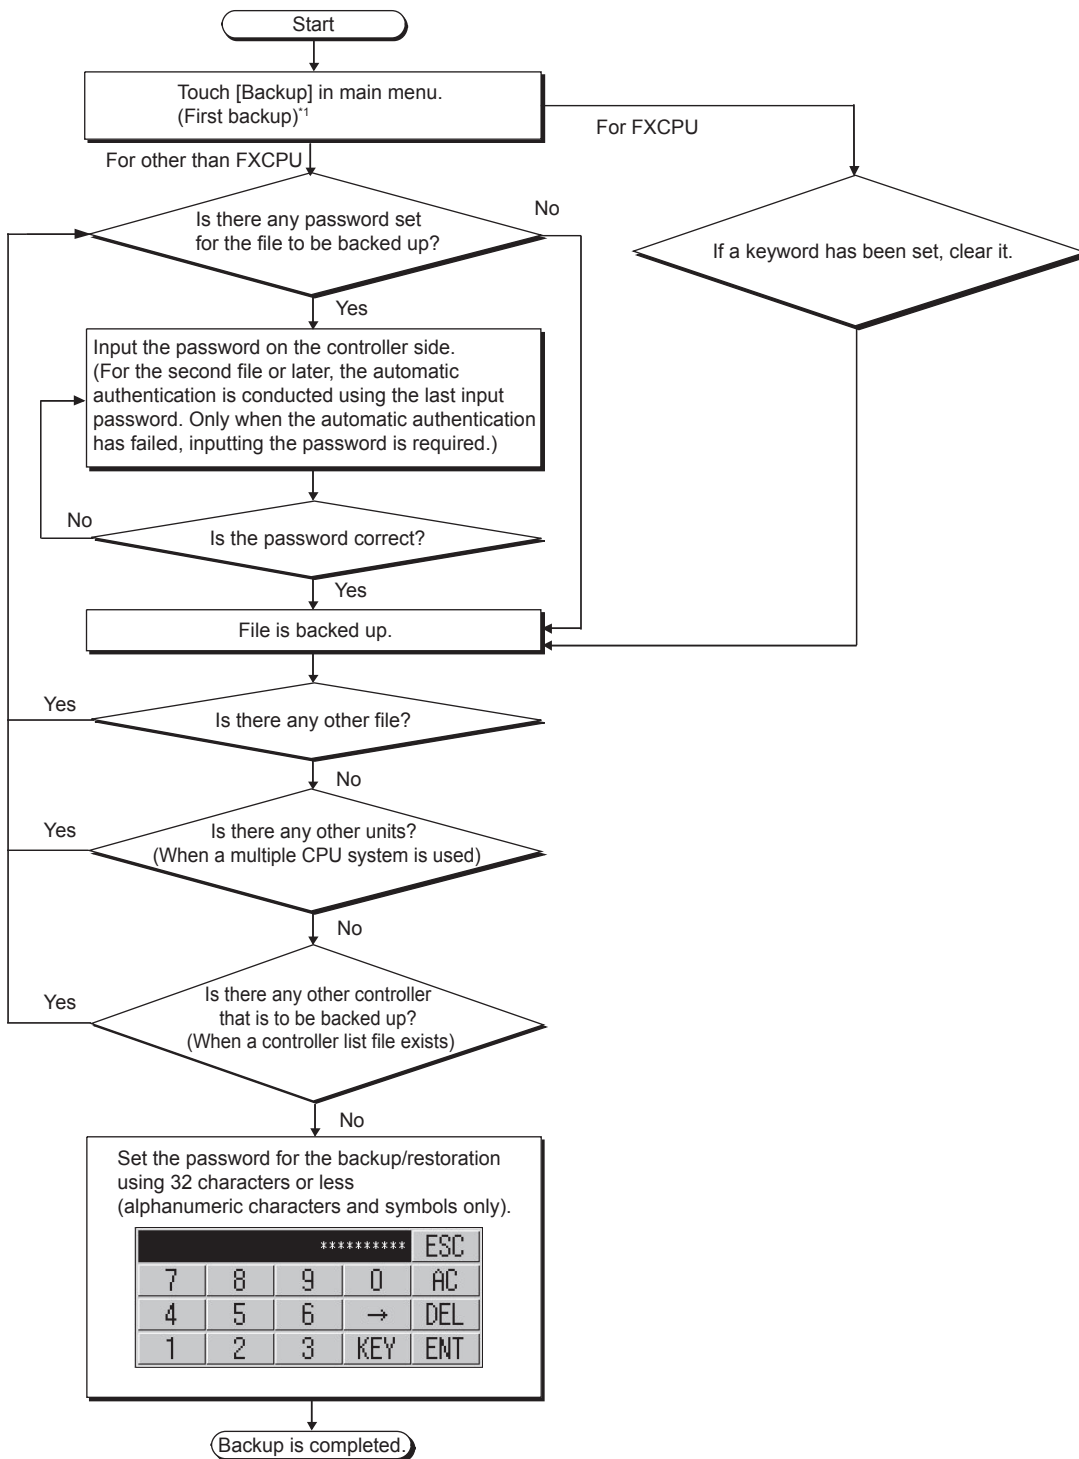 Start
Touch [Backup] in main menu.
(First backup)*1
For FXCPU
For other than FXCPU
Is there any password set
for the file to be backed up?
No
If a keyword has been set, clear it.
Yes
Input the password on the controller side.
(For the second file or later, the automatic
authentication is conducted using the last input
password. Only when the automatic authentication
has failed, inputting the password is required.)
No
Is the password correct?
Yes
File is backed up.
Yes
Is there any other file?
No
Yes
Is there any other units?
(When a multiple CPU system is used)
No
Yes
Is there any other controller
that is to be backed up?
(When a controller list file exists)
No
Set the password for the backup/restoration
using 32 characters or less
(alphanumeric characters and symbols only).
********** ESC
7 8 9 0 AC
4 5 6 → DEL
1 2 3 KEY ENT
Backup is completed.